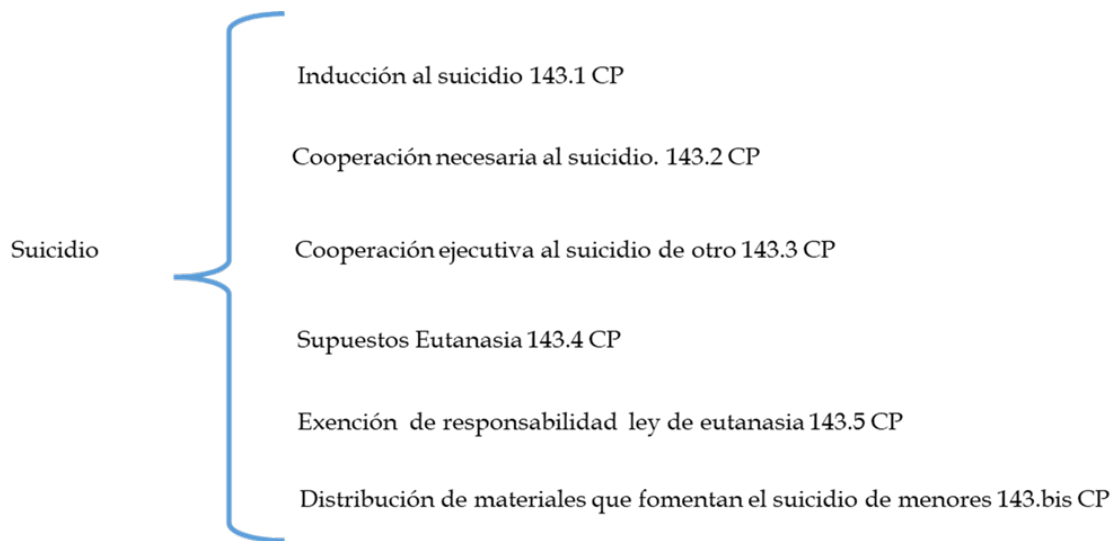 Inducción al suicidio 143.1 CP
Cooperación necesaria al suicidio. 143.2 CP
Suicidio
Cooperación ejecutiva al suicidio de otro 143.3 CP
Supuestos Eutanasia 143.4 CP
Exención de responsabilidad ley de eutanasia 143.5 CP
Distribución de materiales que fomentan el suicidio de menores 143.bis CP